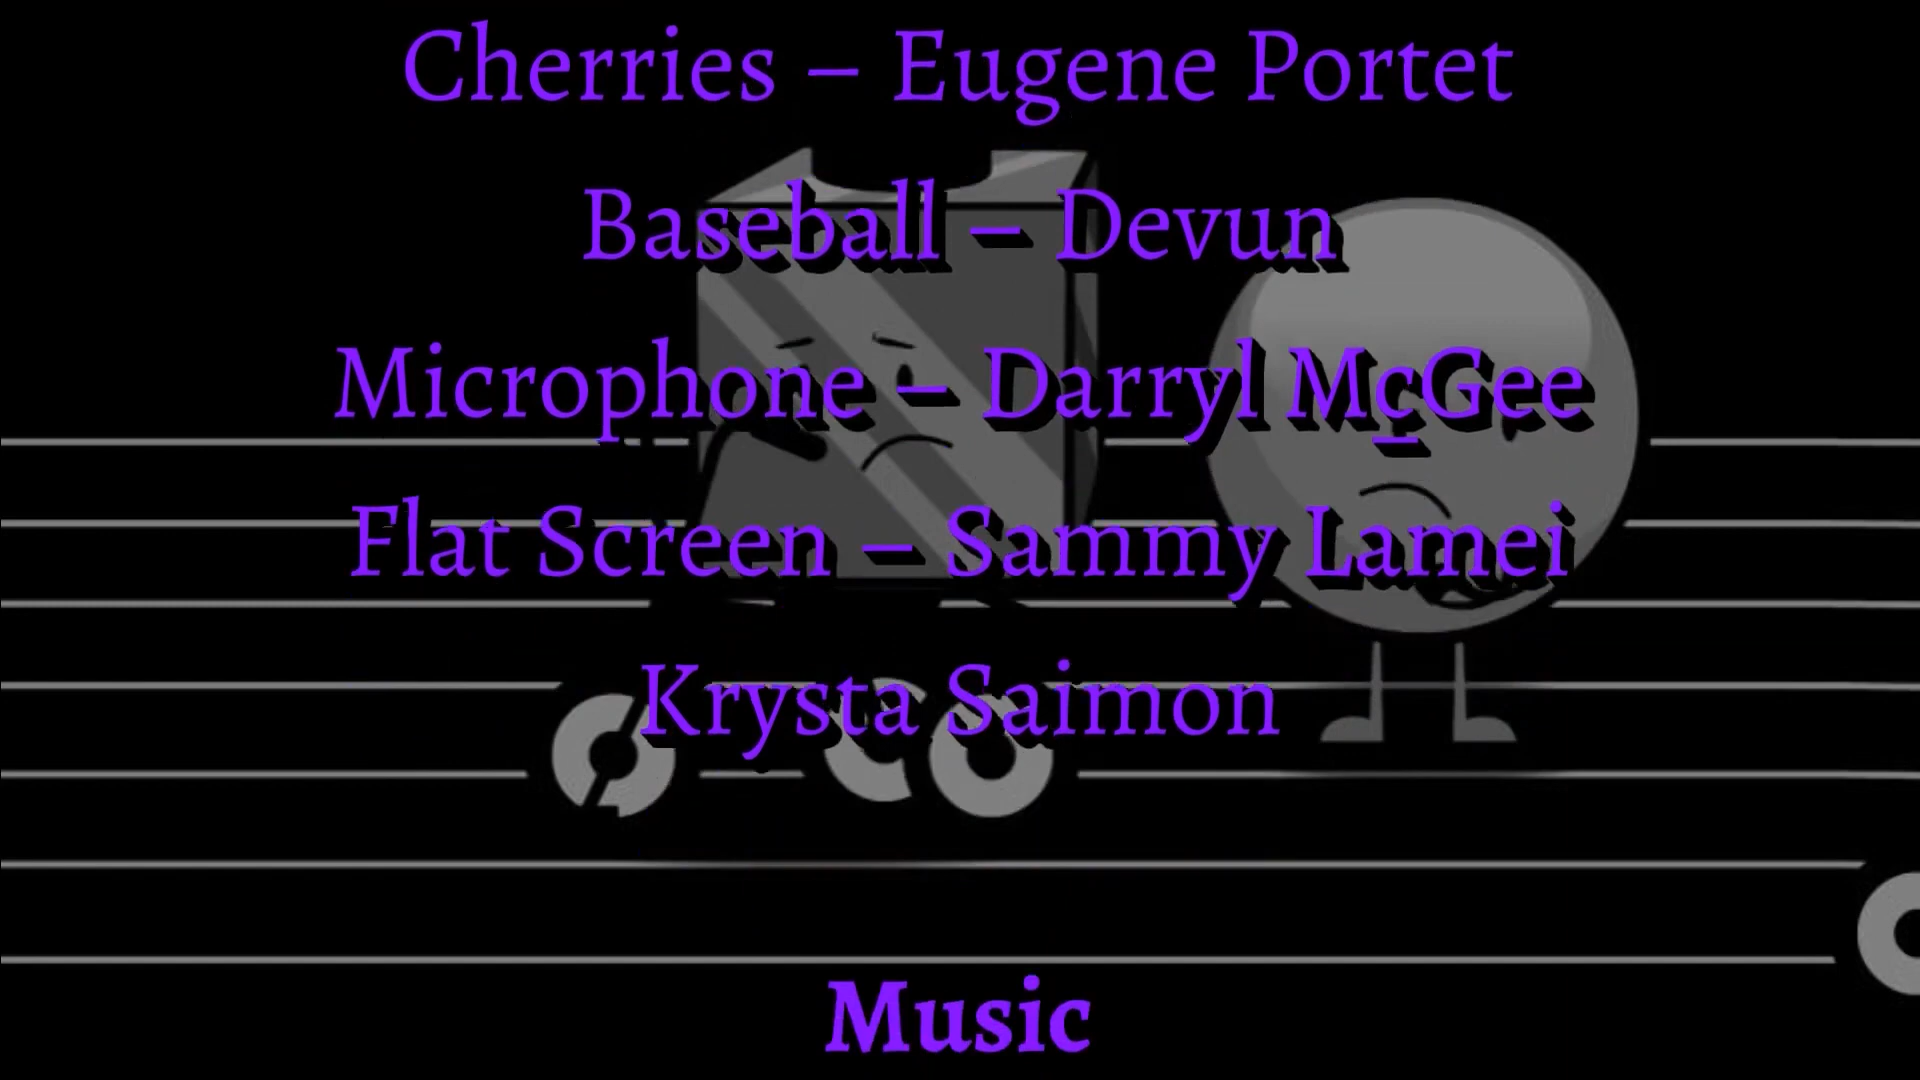 Cherries – Eugene Portet
Baseball – Devun
Microphone – Darryl McGee
Flat Screen – Sammy Lamei
Krysta Saimon
Music